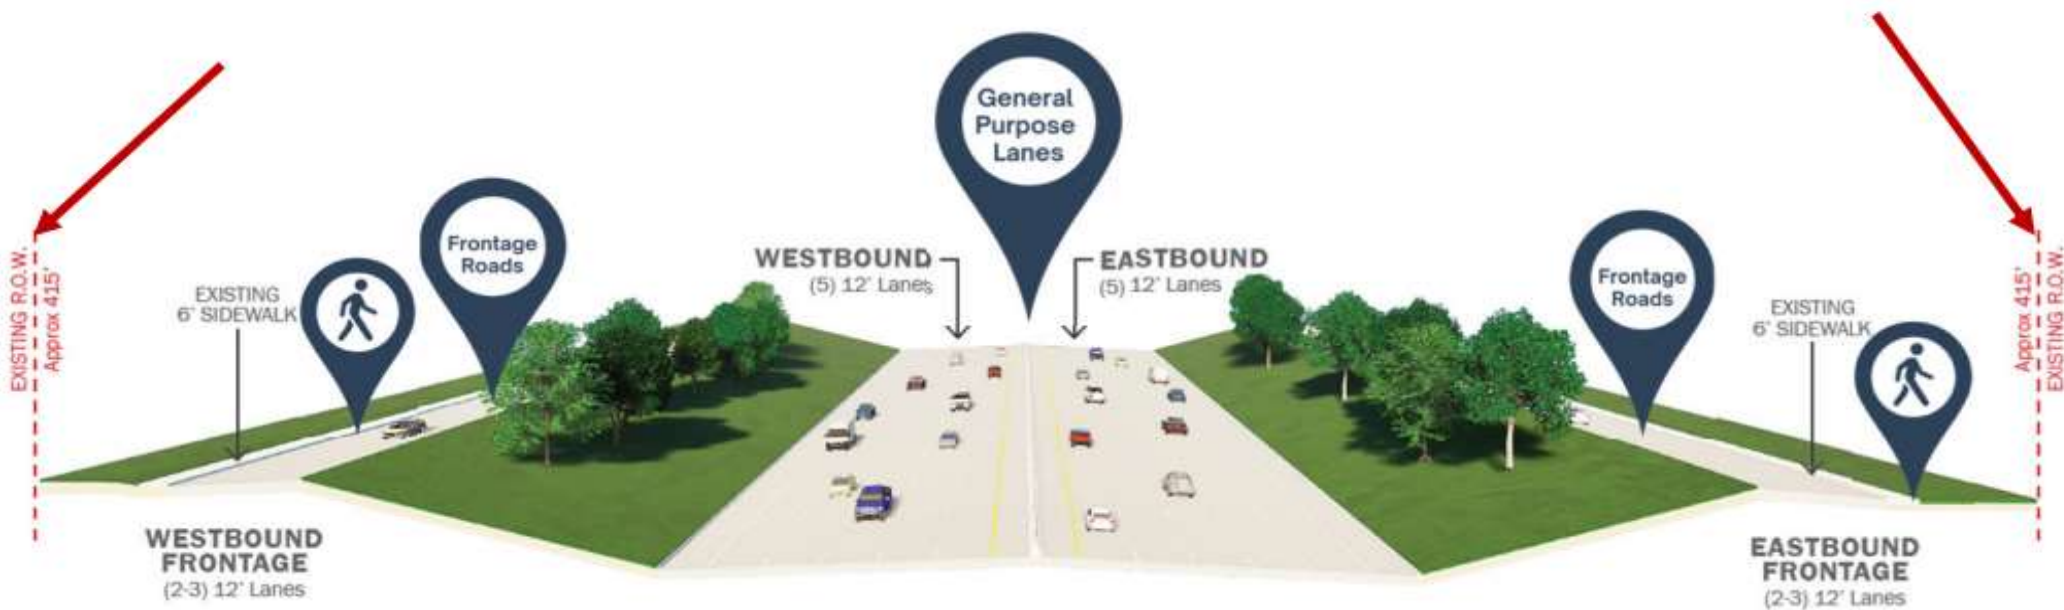 General
Purpose
Lanes
Frontage
Roads
WESTBOUND
(5) 12' Lanes
EASTBOUND
(5) 12' Lanes
Frontage
Roads
EXISTING R.O.W.
Approx 415'
EXISTING
6' SIDEWALK
EXISTING
6' SIDEWALK
Approx 415'
EXISTING R.O.W.
WESTBOUND
FRONTAGE
(2-3) 12' Lanes
EASTBOUND
FRONTAGE
(2-3) 12' Lanes